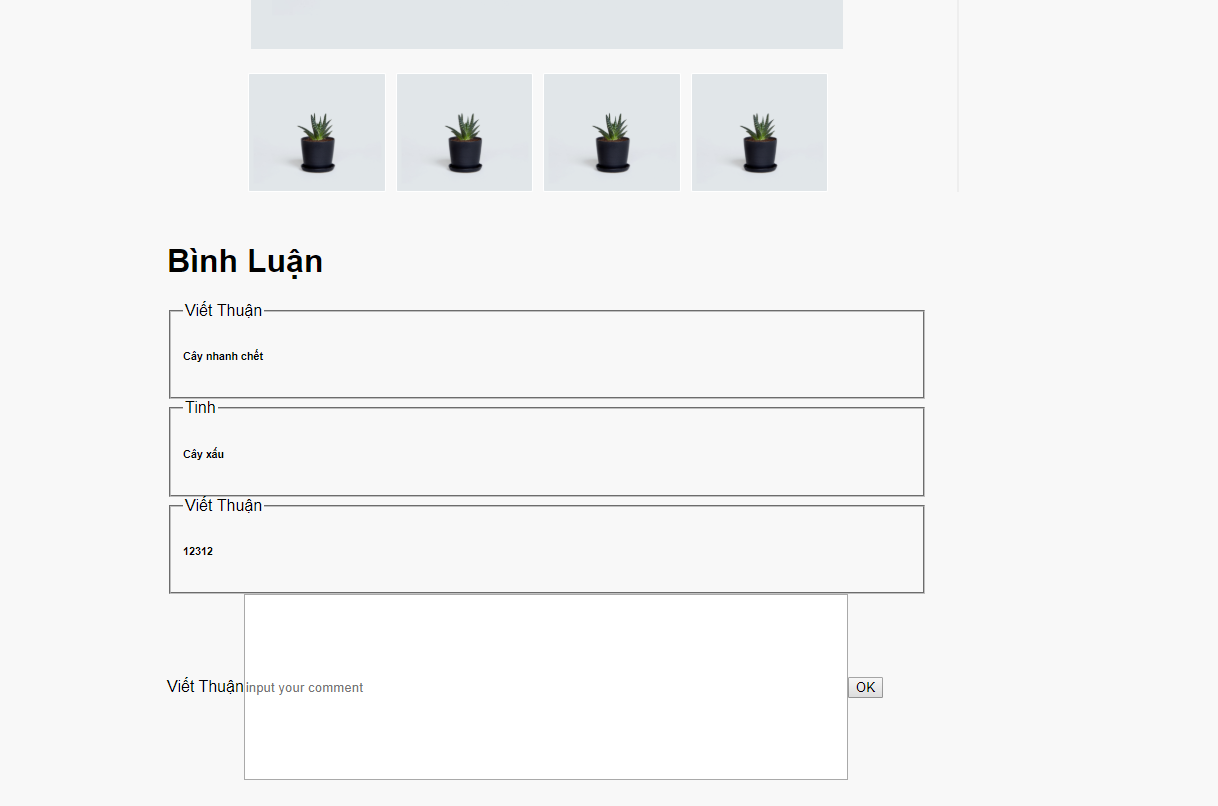 Bình Luận
Viết Thuận
Cây nhanh chết
Tinh
Cây xấu
Viết Thuận
12312
Viết Thuận input your comment OK